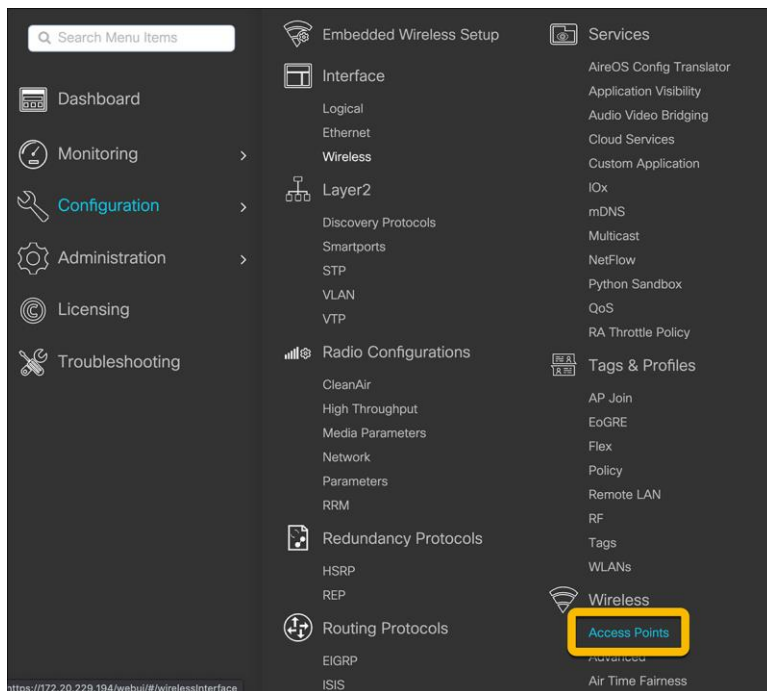 Search Menu Items
Dashboard
Monitoring
Configuration
Administration
Licensing
Troubleshooting
Embedded Wireless Setup
Interface
Logical
Ethernet
Wireless
Layer2
Discovery Protocols
Smartports
STP
VLAN
VTP
Radio Configurations
CleanAir
High Throughput
Media Parameters
Network
Parameters
RRM
Redundancy Protocols
HSRP
REP
Routing Protocols
EIGRP
ISIS
Services
AireOS Config Translator
Application Visibility
Audio Video Bridging
Cloud Services
Custom Application
IOx
mDNS
Multicast
NetFlow
Python Sandbox
QoS
RA Throttle Policy
Tags & Profiles
AP Join
EoGRE
Flex
Policy
Remote LAN
RF
Tags
WLANs
Wireless
Access Points
Advanced
Air Time Fairness
https://172.20.229.194/webui/#/wirelessInterface